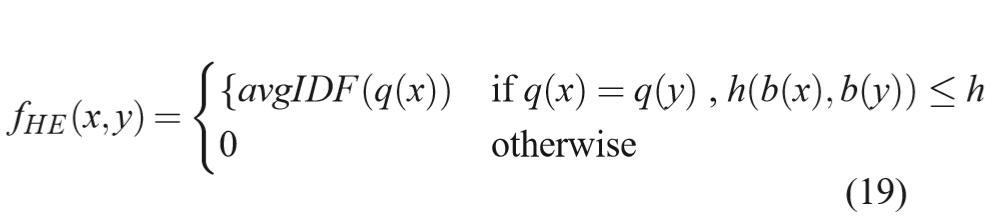 f_{HE}(x,y) = { {avgIDF(q(x)) if q(x) = q(y) , h(b(x),b(y)) ≤ h
0 otherwise
(19)